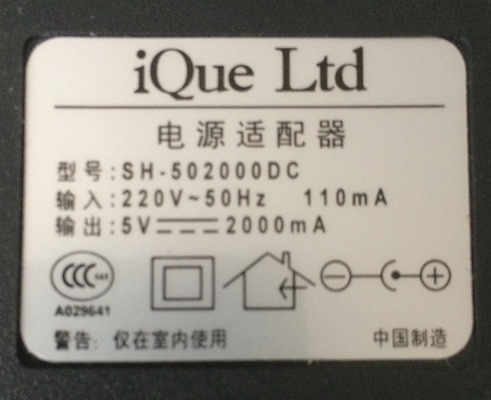 iQue Ltd
电源适配器
型号:SH-502000DC
输入:220V~50Hz 110mA
输出:5V⎓2000mA
A029641
警告: 仅在室内使用 中国制造